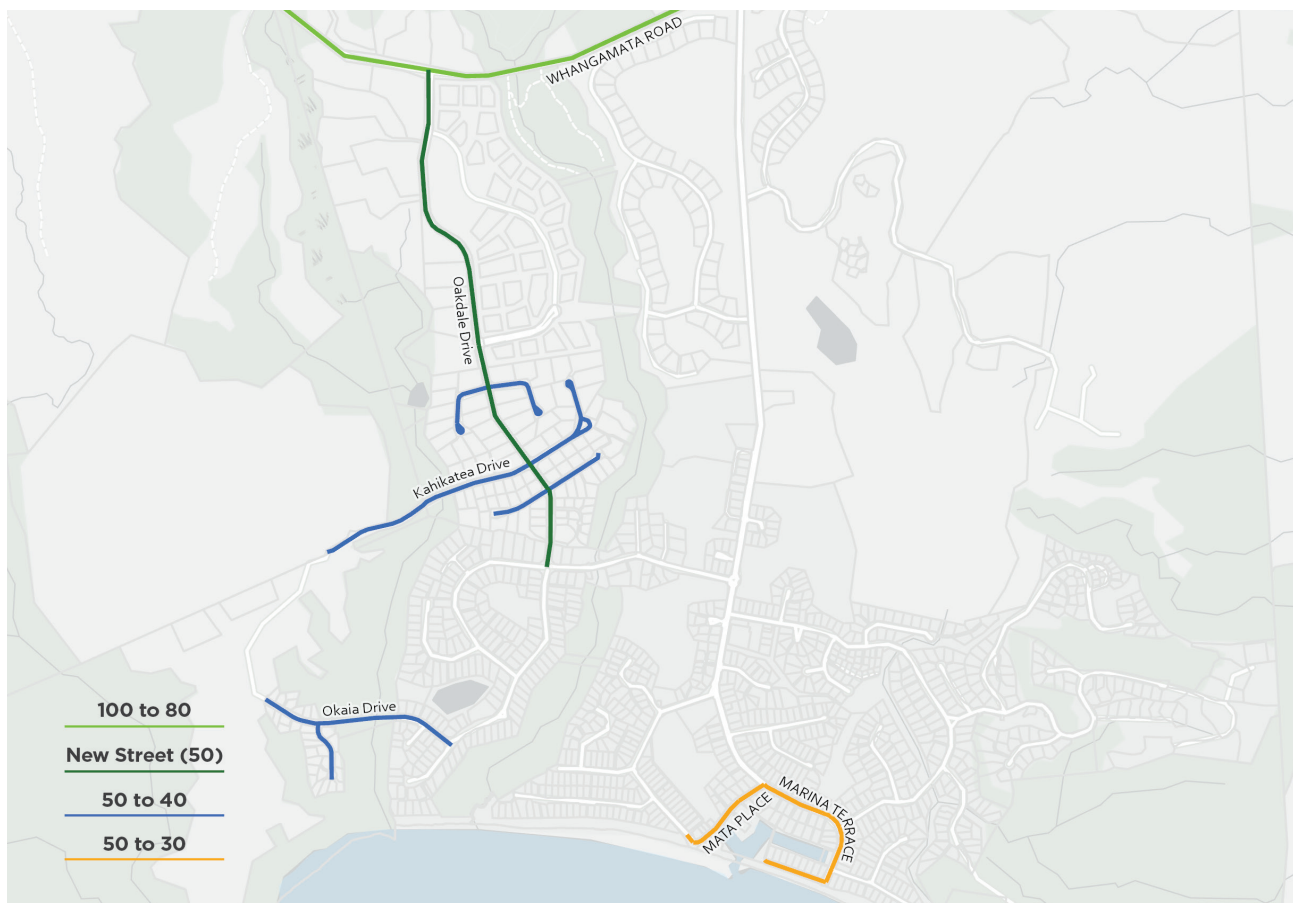 WHANGAMATA ROAD
Oakdale Drive
Kahikatea Drive
Okaia Drive
100 to 80
New Street (50)
50 to 40
50 to 30
MATA PLACE
MARINA TERRACE